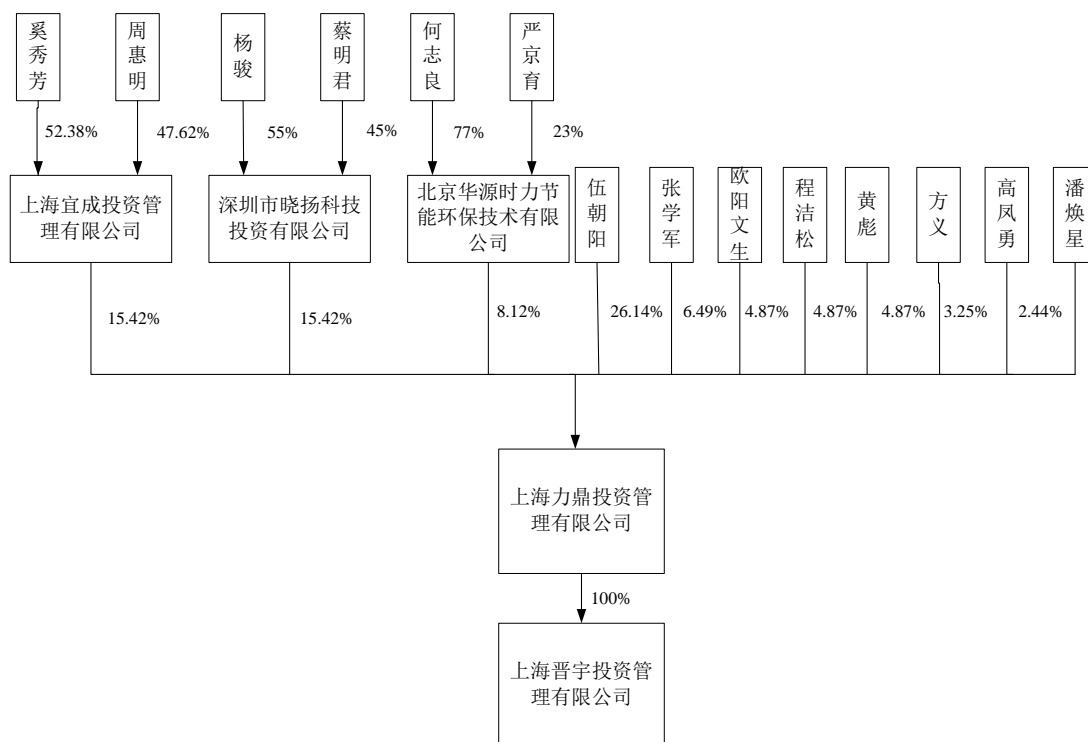 奚秀芳
周惠明
杨骏
蔡明君
何志良
严京育
52.38%
47.62%
55%
45%
77%
23%
上海宜成投资管
理有限公司
深圳市晓扬科技
投资有限公司
北京华源时力节
能环保技术有限
公司
伍朝阳
张学军
欧阳文生
程洁松
黄彪
方义
高凤勇
潘焕星
15.42%
15.42%
8.12%
26.14%
6.49%
4.87%
4.87%
4.87%
3.25%
2.44%
上海力鼎投资管
理有限公司
100%
上海晋宇投资管
理有限公司